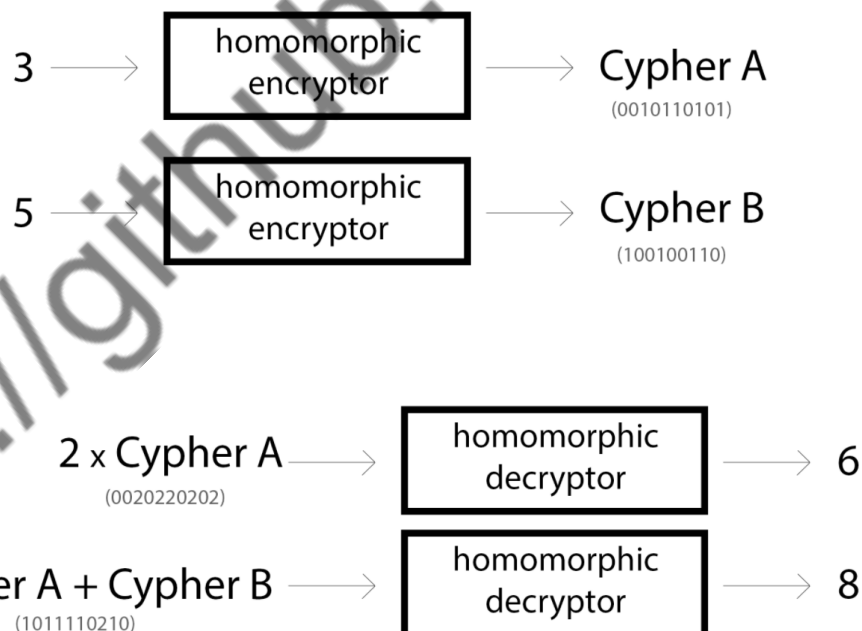 homomorphic
3 encryptor Cypher A
(0010110101)
homomorphic
5 encryptor Cypher B
(100100110)
//github.
homomorphic
2 x Cypher A decryptor 6
(0020220202)
homomorphic
er A + Cypher B decryptor 8
(1011110210)